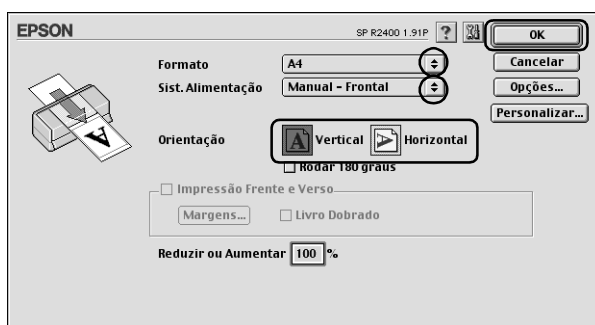 EPSON
SP R2400 1.91P ?
OK
Formato A4
Cancelar
Sist. Alimentação Manual - Frontal
Opções...
Personalizar...
A
Orientação A Vertical A Horizontal
Rodar 180 graus
Impressão Frente e Verso
Margens... Livro Dobrado
Reduzir ou Aumentar 100 %